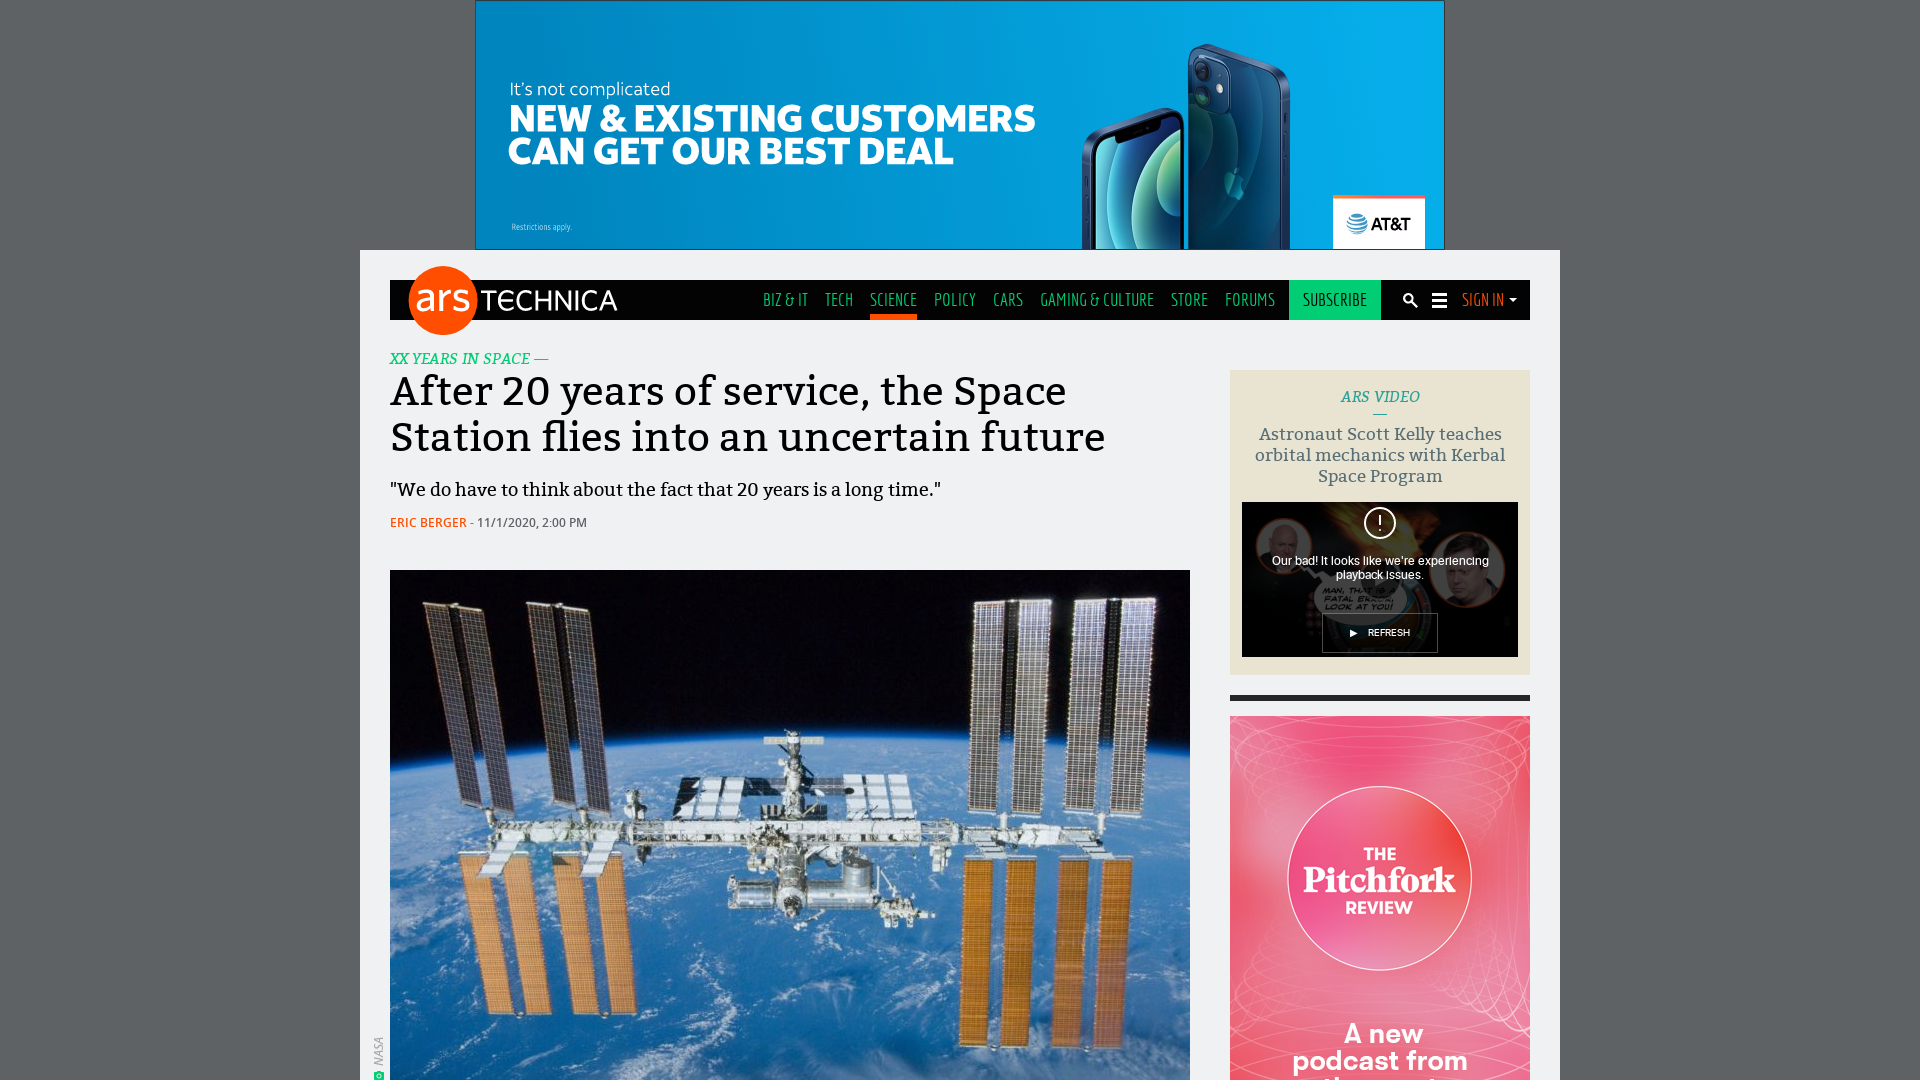 It's not complicated
NEW & EXISTING CUSTOMERS
CAN GET OUR BEST DEAL
Restrictions apply.
AT&T
ars TECHNICA
BIZ & IT TECH SCIENCE POLICY CARS GAMING & CULTURE STORE FORUMS SUBSCRIBE SIGN IN
XX YEARS IN SPACE —
After 20 years of service, the Space
Station flies into an uncertain future
"We do have to think about the fact that 20 years is a long time."
ERIC BERGER - 11/1/2020, 2:00 PM
NASA
ARS VIDEO
—
Astronaut Scott Kelly teaches
orbital mechanics with Kerbal
Space Program
Our bad! It looks like we're experiencing
playback issues.
MAN, THAT IS A
FATAL ERROR,
LOOK AT YOU!
REFRESH
THE
Pitchfork
REVIEW
A new
podcast from